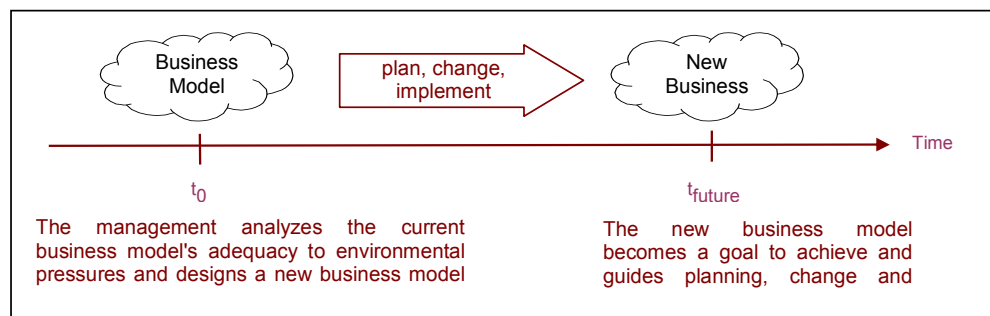 Business
Model
plan, change,
implement
New
Business
Time
t0
tfuture
The management analyzes the current
business model's adequacy to environmental
pressures and designs a new business model
The new business model
becomes a goal to achieve and
guides planning, change and